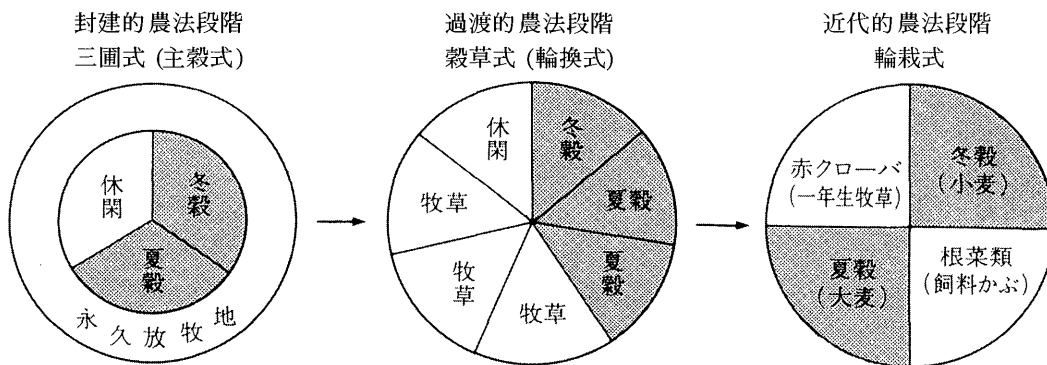 封建的農法段階
三圃式(主穀式)
過渡的農法段階
穀草式(輪換式)
近代的農法段階
輪栽式
休閑
冬穀
夏穀
永久放牧地
休閑
冬穀
夏穀
夏穀
牧草
牧草
牧草
赤クローバ
(一年生牧草)
冬穀
(小麦)
根菜類
(飼料かぶ)
夏穀
(大麦)